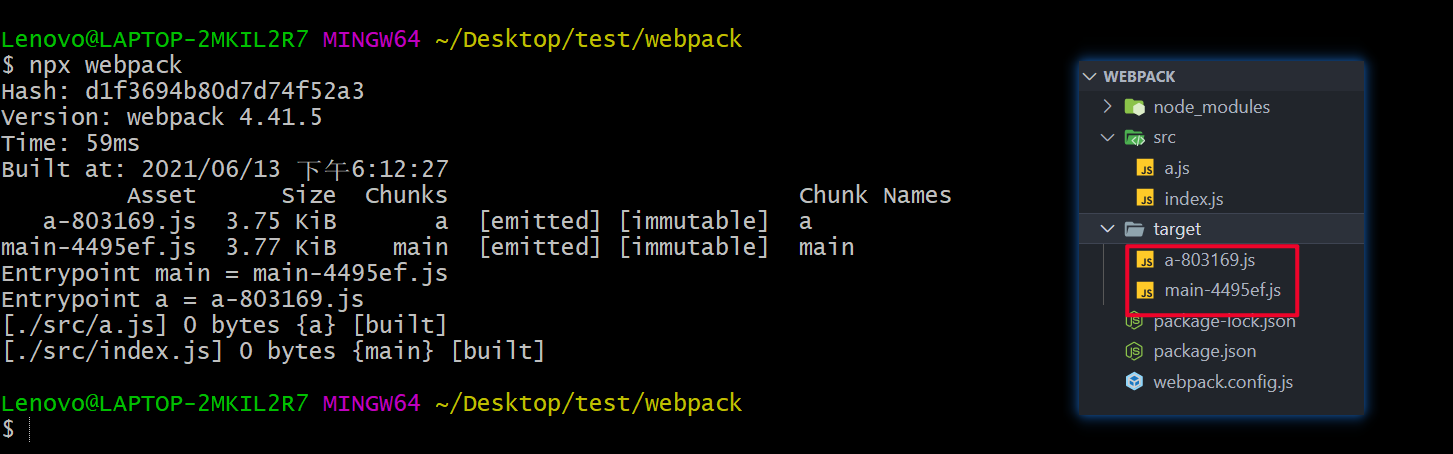 Lenovo@LAPTOP-2MKIL2R7 MINGW64 ~/Desktop/test/webpack
$ npx webpack
Hash: d1f3694b80d7d74f52a3
Version: webpack 4.41.5
Time: 59ms
Built at: 2021/06/13 下午6:12:27
Asset Size Chunks Chunk Names
a-803169.js 3.75 KiB a [emitted] [immutable] a
main-4495ef.js 3.77 KiB main [emitted] [immutable] main
Entrypoint main = main-4495ef.js
Entrypoint a = a-803169.js
[./src/a.js] 0 bytes {a} [built]
[./src/index.js] 0 bytes {main} [built]
Lenovo@LAPTOP-2MKIL2R7 MINGW64 ~/Desktop/test/webpack
$
WEBPACK
node_modules
src
JS a.js
JS index.js
target
JS a-803169.js
JS main-4495ef.js
package-lock.json
package.json
webpack.config.js